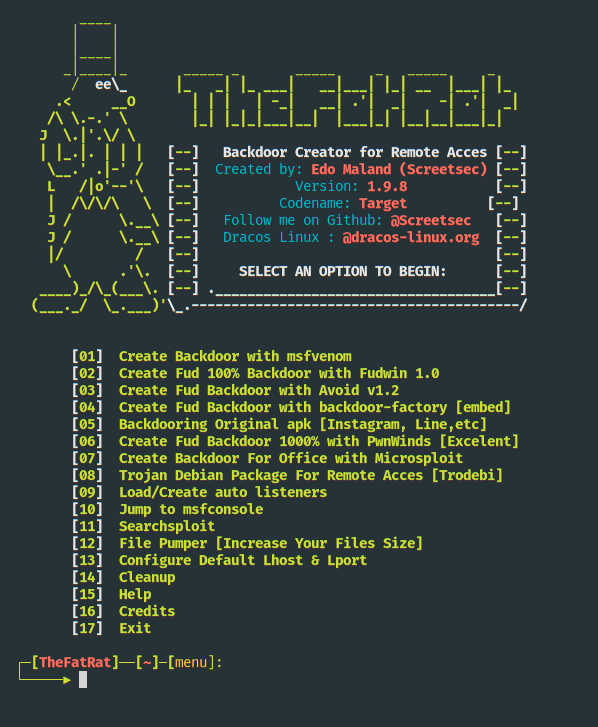 [--] Backdoor Creator for Remote Acces [--]
[--] Created by: Edo Maland (Screetsec) [--]
[--] Version: 1.9.8 [--]
[--] Codename: Target [--]
[--] Follow me on Github: @Screetsec [--]
[--] Dracos Linux : @dracos-linux.org [--]
[--] [--]
[--] SELECT AN OPTION TO BEGIN: [--]
[--] .___________________________________[--]
[01] Create Backdoor with msfvenom
[02] Create Fud 100% Backdoor with Fudwin 1.0
[03] Create Fud Backdoor with Avoid v1.2
[04] Create Fud Backdoor with backdoor-factory [embed]
[05] Backdooring Original apk [Instagram, Line,etc]
[06] Create Fud Backdoor 1000% with PwnWinds [Excelent]
[07] Create Backdoor For Office with Microsploit
[08] Trojan Debian Package For Remote Acces [Trodebi]
[09] Load/Create auto listeners
[10] Jump to msfconsole
[11] Searchsploit
[12] File Pumper [Increase Your Files Size]
[13] Configure Default Lhost & Lport
[14] Cleanup
[15] Help
[16] Credits
[17] Exit
[TheFatRat]—[~]-[menu]: